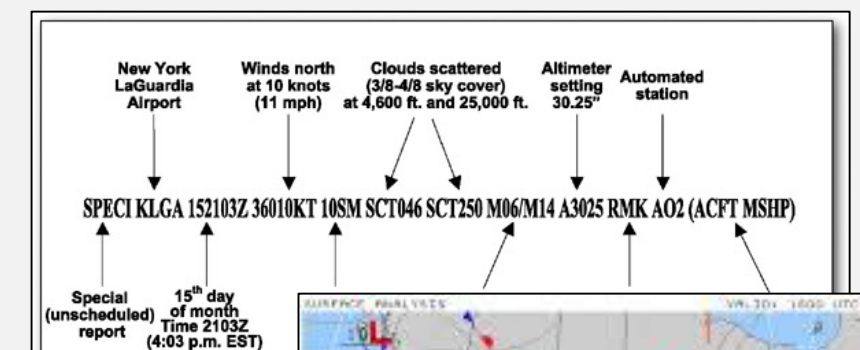 New York
LaGuardia
Airport
Winds north
at 10 knots
(11 mph)
Clouds scattered
(3/8-4/8 sky cover)
at 4,600 ft. and 25,000 ft.
Altimeter
setting
30.25"
Automated
station
SPECI KLGA 152103Z 36010KT 10SM SCT046 SCT250 M06/M14 A3025 RMK AO2 (ACFT MSHP)
Special
(unscheduled)
report
15th day
of month
Time 2103Z
(4:03 p.m. EST)
SURFACE ANALYSIS
VALID: 1800 UTC
L